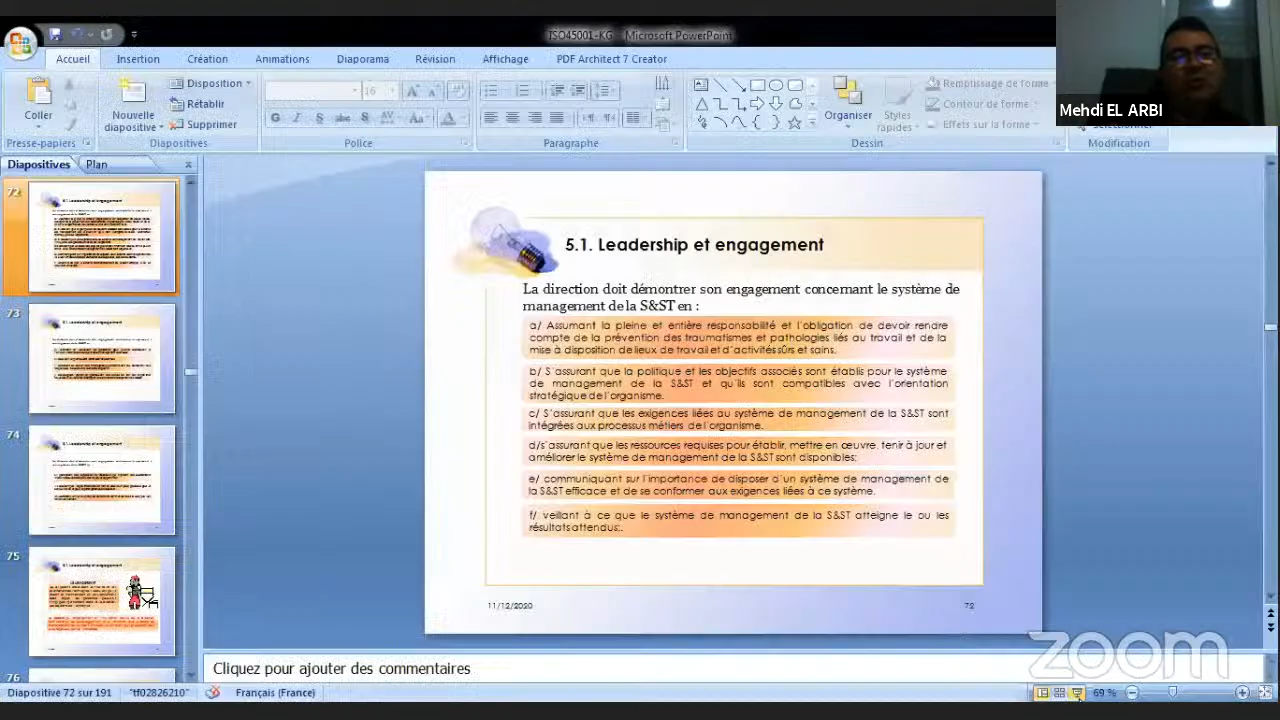 ISO45001-KG - Microsoft PowerPoint
Accueil Insertion Création Animations Diaporama Révision Affichage PDF Architect 7 Creator
Coller
Presse-papiers
Nouvelle diapositive
Disposition
Rétablir
Supprimer
Diapositives
16
G I S abc
Police
Paragraphe
Organiser
Styles rapides
Remplissage de forme
Contour de forme
Effets sur la forme
Dessin
Sélectionner
Modification
Mehdi EL ARBI
Diapositives Plan
72
73
74
75
76
5.1. Leadership et engagement
La direction doit démontrer son engagement concernant le système de
management de la S&ST en :
a/ Assumant la pleine et entière responsabilité et l'obligation de devoir rendre
compte de la prévention des traumatismes et pathologies liés au travail et de la
mise à disposition de lieux de travail et d'activités sûrs et sains.
b/ S'assurant que la politique et les objectifs associés sont établis pour le système
de management de la S&ST et qu'ils sont compatibles avec l'orientation
stratégique de l'organisme.
c/ S'assurant que les exigences liées au système de management de la S&ST sont
intégrées aux processus métiers de l'organisme.
d/s'assurant que les ressources requises pour établir, mettre en œuvre, tenir à jour et
améliorer le système de management de la S&ST sont disponibles;
e/ communiquant sur l'importance de disposer d'un système de management de
la S&ST efficace et de se conformer aux exigences liées à ce système.
f/ veillant à ce que le système de management de la S&ST atteigne le ou les
résultats attendus;.
11/12/2020 72
zoom
Cliquez pour ajouter des commentaires
Diapositive 72 sur 191 "tf02826210" Français (France) 69 %